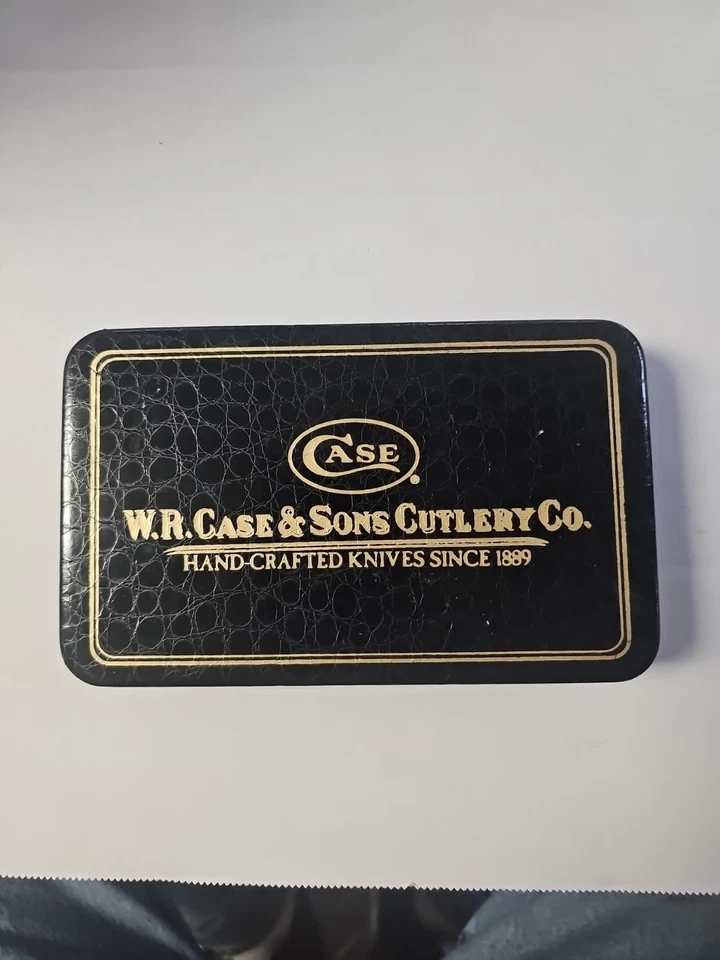 CASE®
W.R. CASE & SONS CUTLERY CO.
HAND-CRAFTED KNIVES SINCE 1889